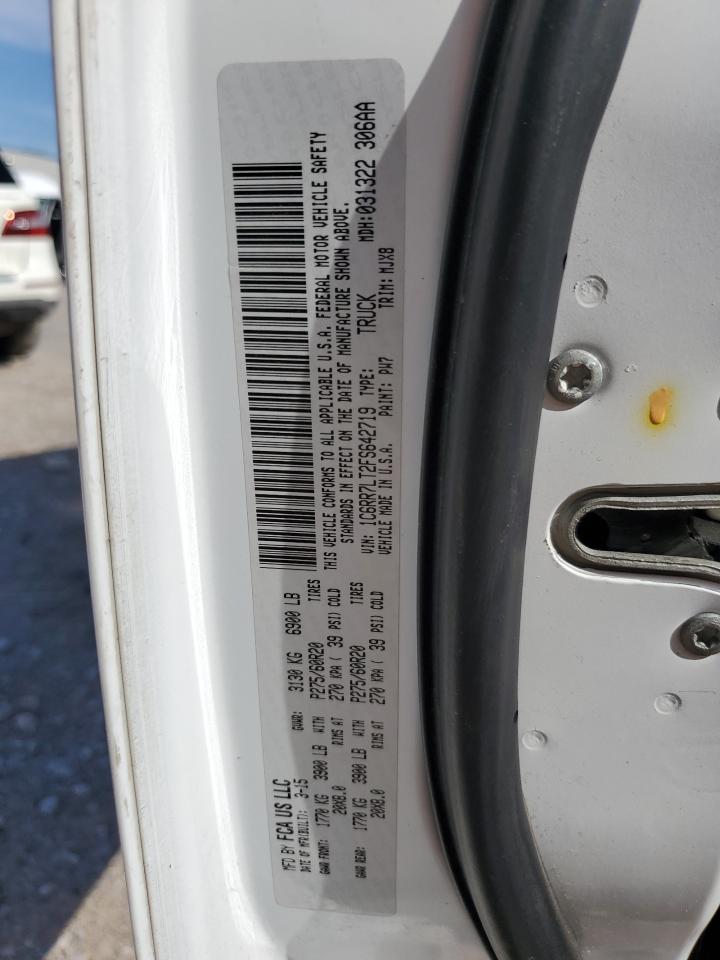 MFD BY FCA US LLC
DATE OF MFR(BUILT): 3-15 GVWR: 3130 KG 6900 LB
GAWR FRONT: 1770 KG 3900 LB WITH P275/60R20 TIRES
20X8.0 RIMS AT 270 KPA ( 39 PSI) COLD
GAWR REAR: 1770 KG 3900 LB WITH P275/60R20 TIRES
20X8.0 RIMS AT 270 KPA ( 39 PSI) COLD
THIS VEHICLE CONFORMS TO ALL APPLICABLE U.S.A. FEDERAL MOTOR VEHICLE SAFETY
STANDARDS IN EFFECT ON THE DATE OF MANUFACTURE SHOWN ABOVE.
VIN: 1C6RR7LT2FS642719 TYPE: TRUCK MDH:031322 306AA
VEHICLE MADE IN U.S.A. PAINT: PW7 TRIM: MJX8